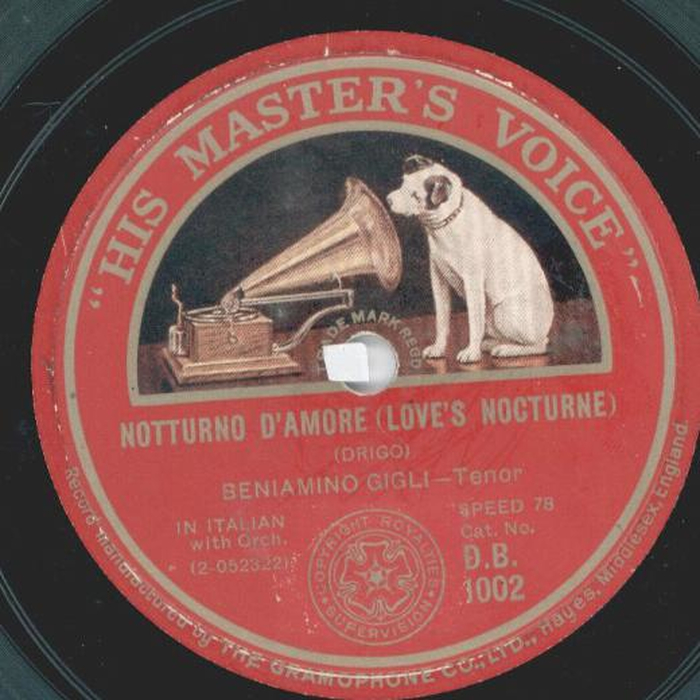 "HIS MASTER'S VOICE"
TRADE MARK REGD
NOTTURNO D'AMORE (LOVE'S NOCTURNE)
(DRIGO)
BENIAMINO GIGLI—Tenor
IN ITALIAN
with Orch.
(2-052322)
SPEED 78
Cat. No.
D.B.
1002
COPYRIGHT ROYALTIES
SUPERVISION
Record Manufactured by THE GRAMOPHONE CO., LTD., Hayes, Middlesex, England.